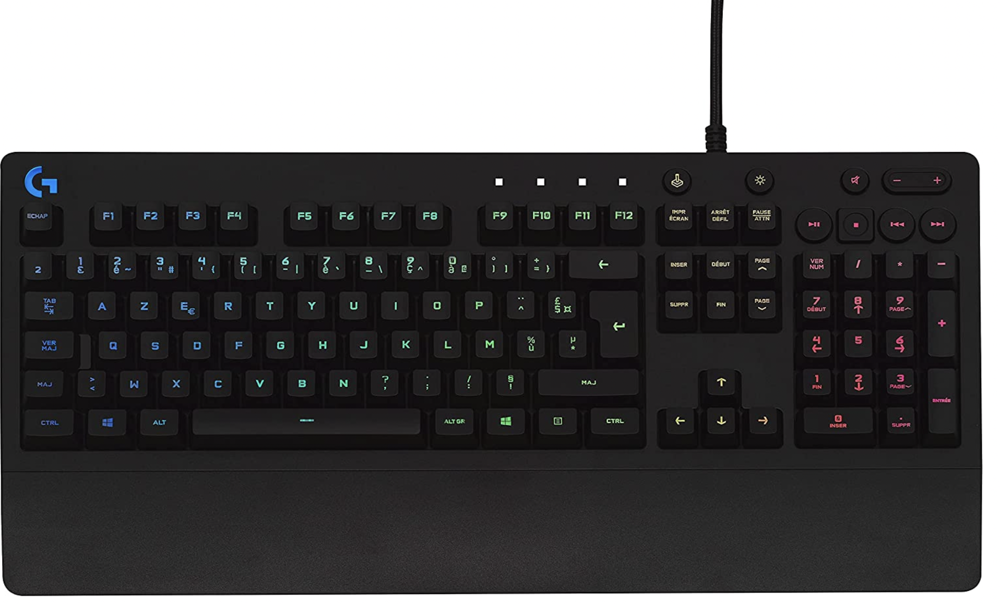 ECHAP F1 F2 F3 F4 F5 F6 F7 F8 F9 F10 F11 F12 IMPR ÉCRAN ARRÊT DÉFIL PAUSE ATTN
2 1 & 2 é ~ 3 " # 4 ' { 5 ( [ 6 - | 7 è ` 8 _ \ 9 ç ^ 0 à @ ° ) ] + = } ← INSER DÉBUT PAGE VER NUM / * −
TAB A Z E € R T Y U I O P ¨ ^ £ $ ¤ ↵ SUPPR FIN PAGE 7 DÉBUT 8 ↑ 9 PAGE +
VER MAJ Q S D F G H J K L M % ù µ * 4 ← 5 6 →
MAJ > < W X C V B N ? , . ; / : § ! MAJ ↑ 1 FIN 2 ↓ 3 PAGE ENTRÉE
CTRL ALT ALT GR CTRL ← ↓ → 0 INSER . SUPPR